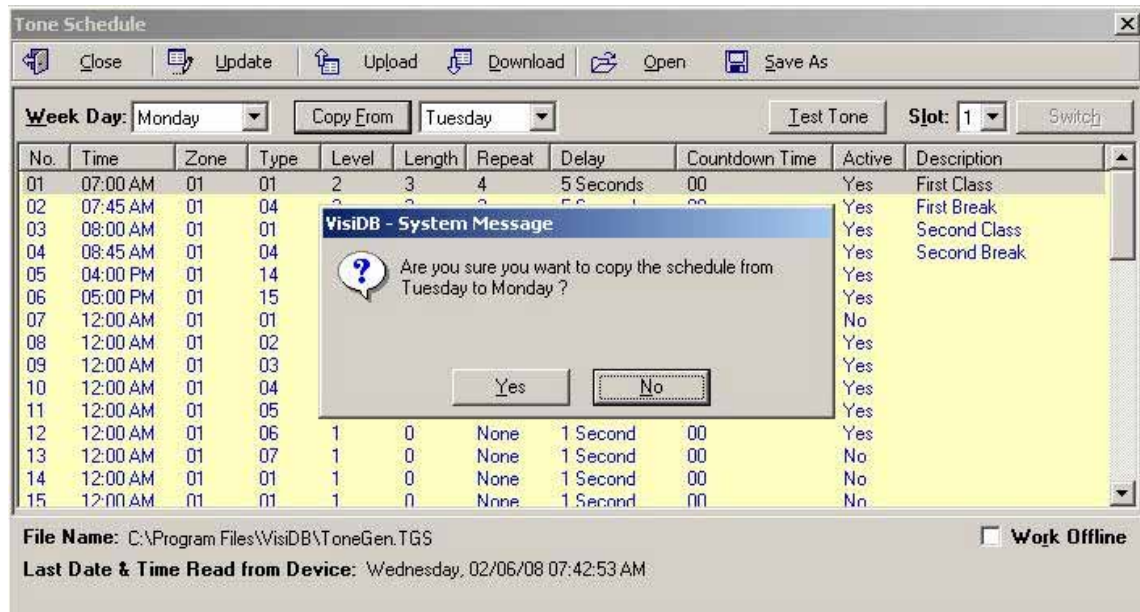 Tone Schedule
Close Update Upload Download Open Save As
Week Day: Monday Copy From Tuesday Test Tone Slot: 1 Switch
No. Time Zone Type Level Length Repeat Delay Countdown Time Active Description
01 07:00 AM 01 01 2 3 4 5 Seconds 00 Yes First Class
02 07:45 AM 01 04 Yes First Break
03 08:00 AM 01 01 Yes Second Class
04 08:45 AM 01 04 Yes Second Break
05 04:00 PM 01 14 Yes
06 05:00 PM 01 15 Yes
07 12:00 AM 01 01 No
08 12:00 AM 01 02 Yes
09 12:00 AM 01 03 Yes
10 12:00 AM 01 04 Yes
11 12:00 AM 01 05 Yes
12 12:00 AM 01 06 1 0 None 1 Second 00 Yes
13 12:00 AM 01 07 1 0 None 1 Second 00 No
14 12:00 AM 01 01 1 0 None 1 Second 00 No
15 12:00 AM 01 01 1 0 None 1 Second 00 No
VisiDB - System Message
Are you sure you want to copy the schedule from
Tuesday to Monday ?
Yes No
File Name: C:\Program Files\VisiDB\ToneGen.TGS Work Offline
Last Date & Time Read from Device: Wednesday, 02/06/08 07:42:53 AM